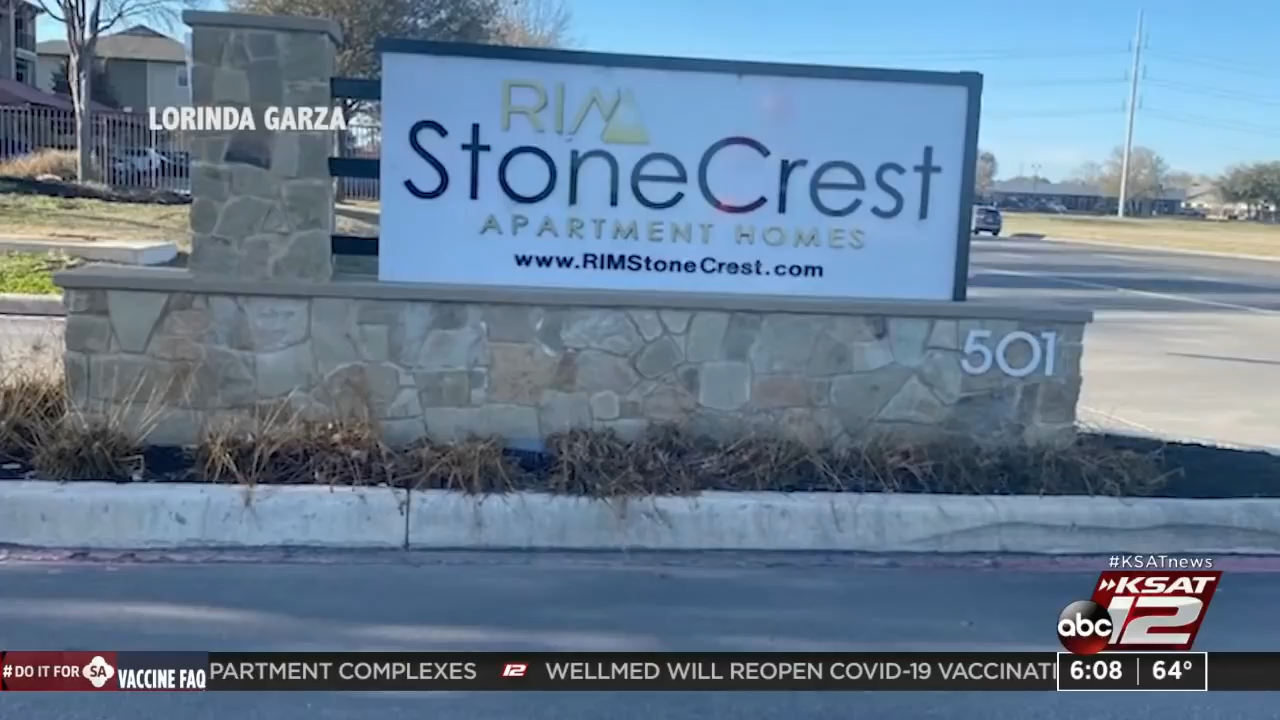 LORINDA GARZA
RIM
StoneCrest
APARTMENT HOMES
www.RIMStoneCrest.com
501
#KSATnews
KSAT
abc 12
#DO IT FOR SA VACCINE FAQ PARTMENT COMPLEXES 12 WELLMED WILL REOPEN COVID-19 VACCINATI 6:08 64°